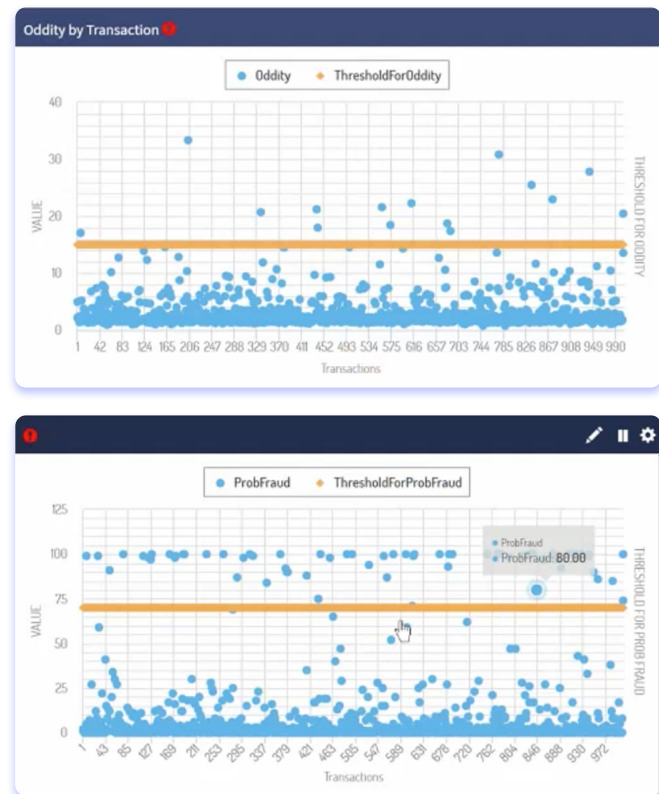 Oddity by Transaction
Oddity ThresholdForOddity
40
30
20
10
0
VALUE
THRESHOLD FOR ODDITY
1 42 83 124 165 206 247 288 329 370 411 452 493 534 575 616 657 703 744 785 826 867 908 949 990
Transactions
ProbFraud ThresholdForProbFraud
125
100
75
50
25
0
VALUE
THRESHOLD FOR PROB FRAUD
ProbFraud
ProbFraud: 80.00
1 43 85 127 169 211 253 295 337 379 421 463 505 547 589 631 678 720 762 804 846 888 930 972
Transactions